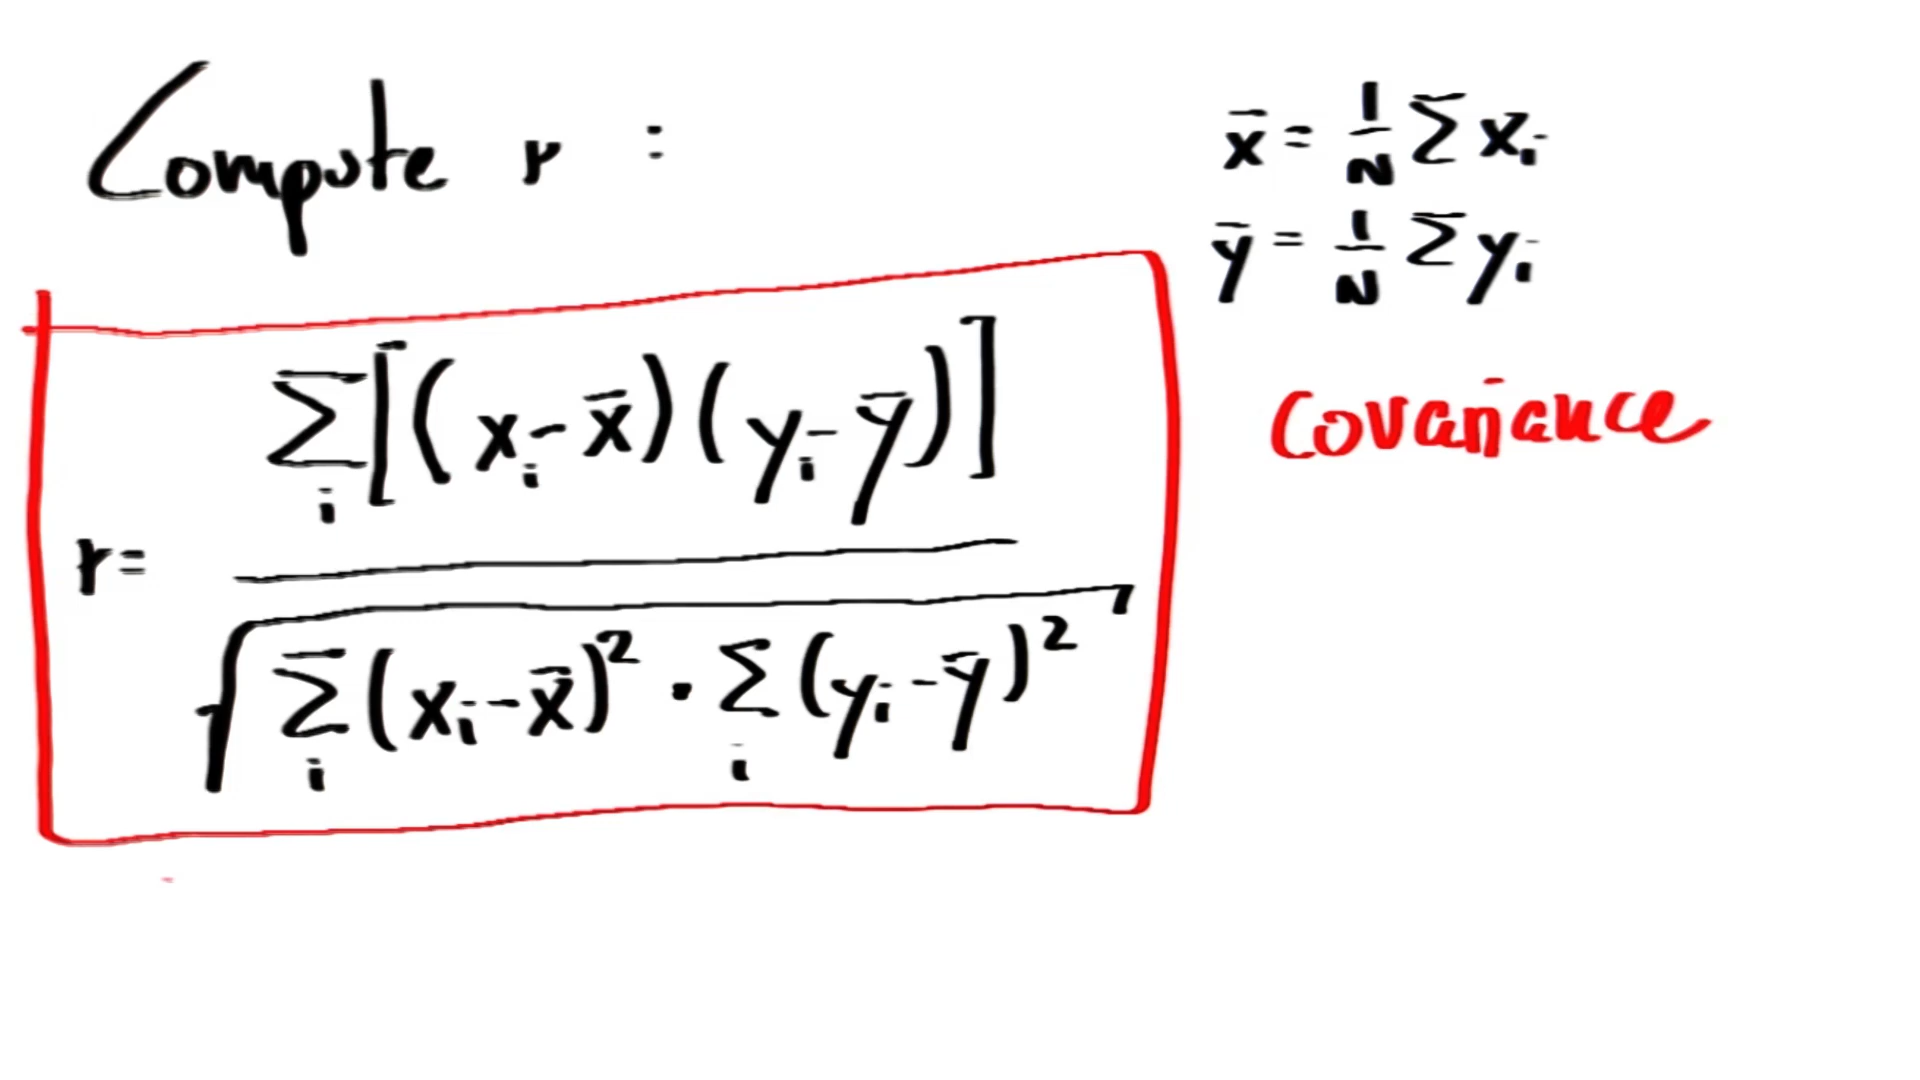 Compute r :
x̄ = 1/N Σ xᵢ
ȳ = 1/N Σ yᵢ
Covariance
r = Σᵢ[(xᵢ-x̄)(yᵢ-ȳ)] / √(Σᵢ(xᵢ-x̄)² · Σᵢ(yᵢ-ȳ)²)